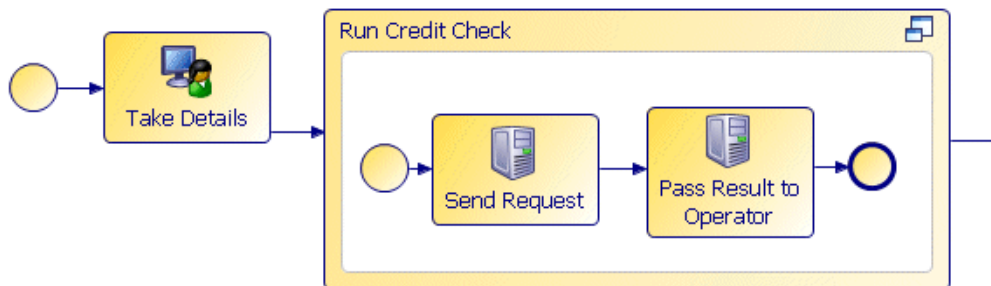 Run Credit Check
Take Details
Send Request
Pass Result to
Operator